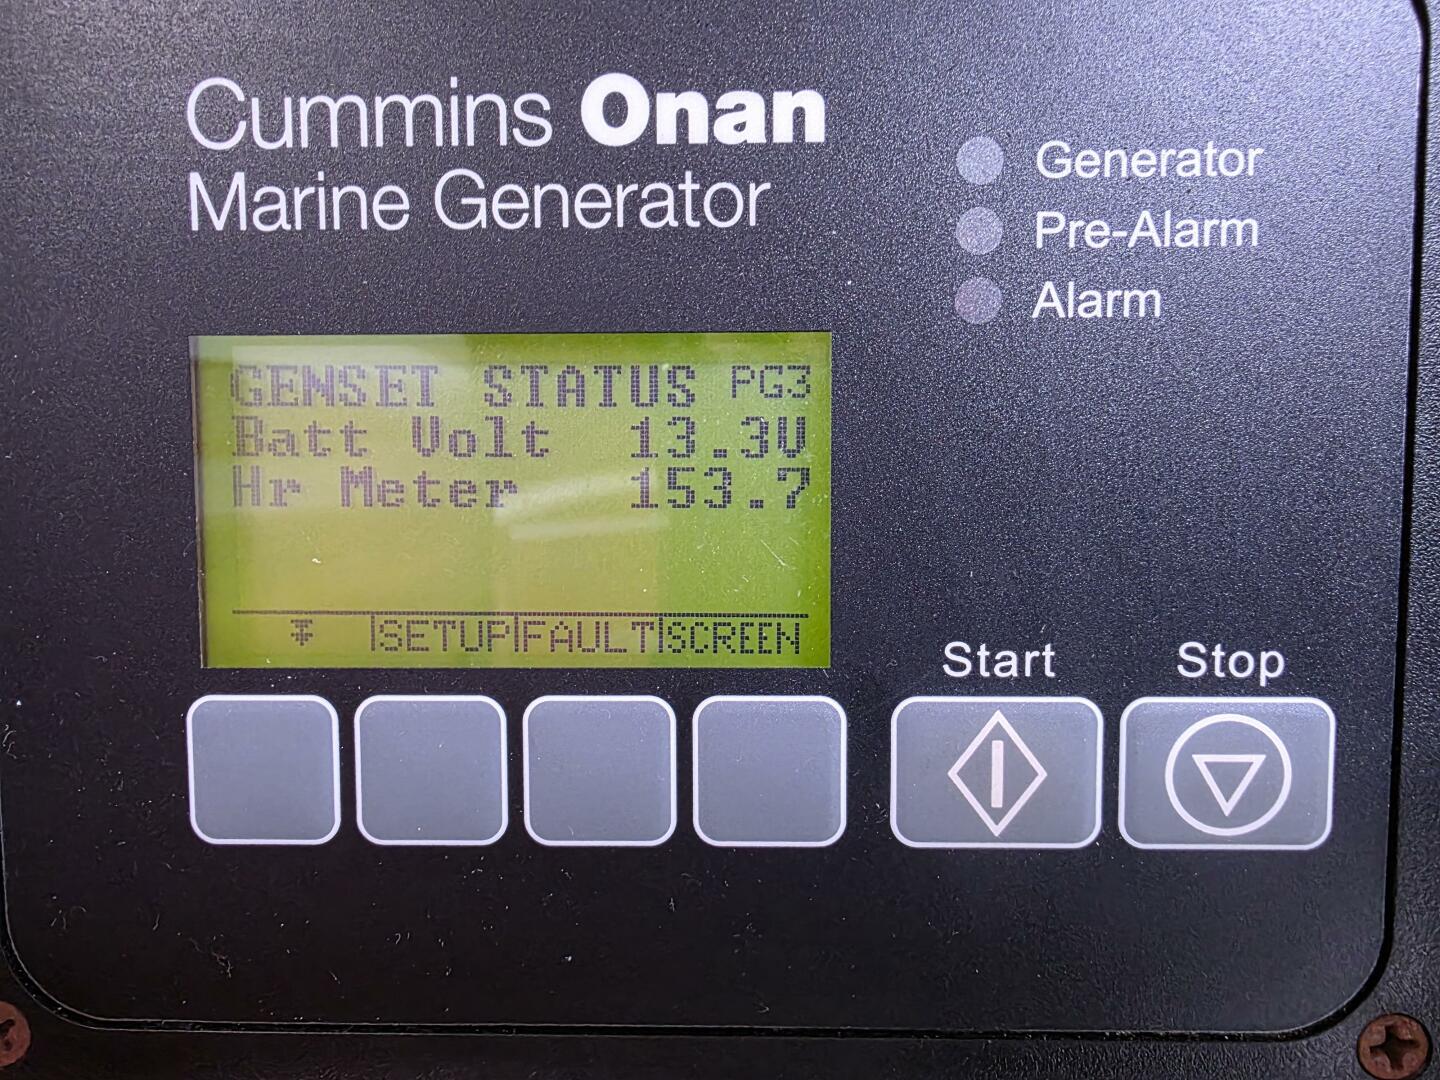 Cummins Onan
Marine Generator
Generator
Pre-Alarm
Alarm
GENSET STATUS PG3
Batt Volt 13.3V
Hr Meter 153.7
SETUP FAULT SCREEN
Start
Stop